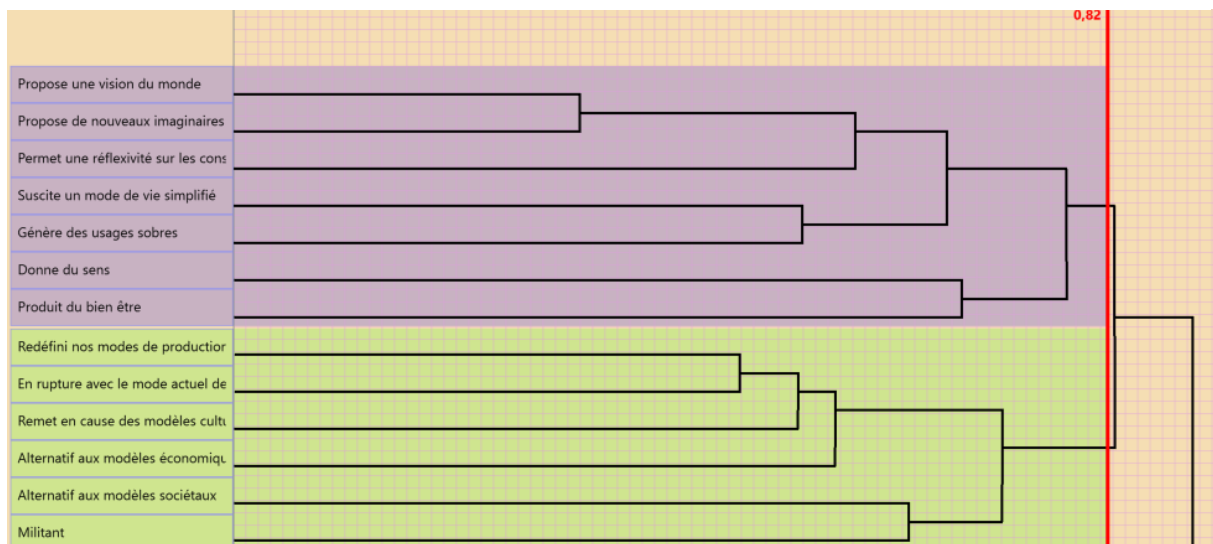 0,82
Propose une vision du monde
Propose de nouveaux imaginaires
Permet une réflexivité sur les cons
Suscite un mode de vie simplifié
Génère des usages sobres
Donne du sens
Produit du bien être
Redéfini nos modes de production
En rupture avec le mode actuel de
Remet en cause des modèles cultu
Alternatif aux modèles économiqu
Alternatif aux modèles sociétaux
Militant